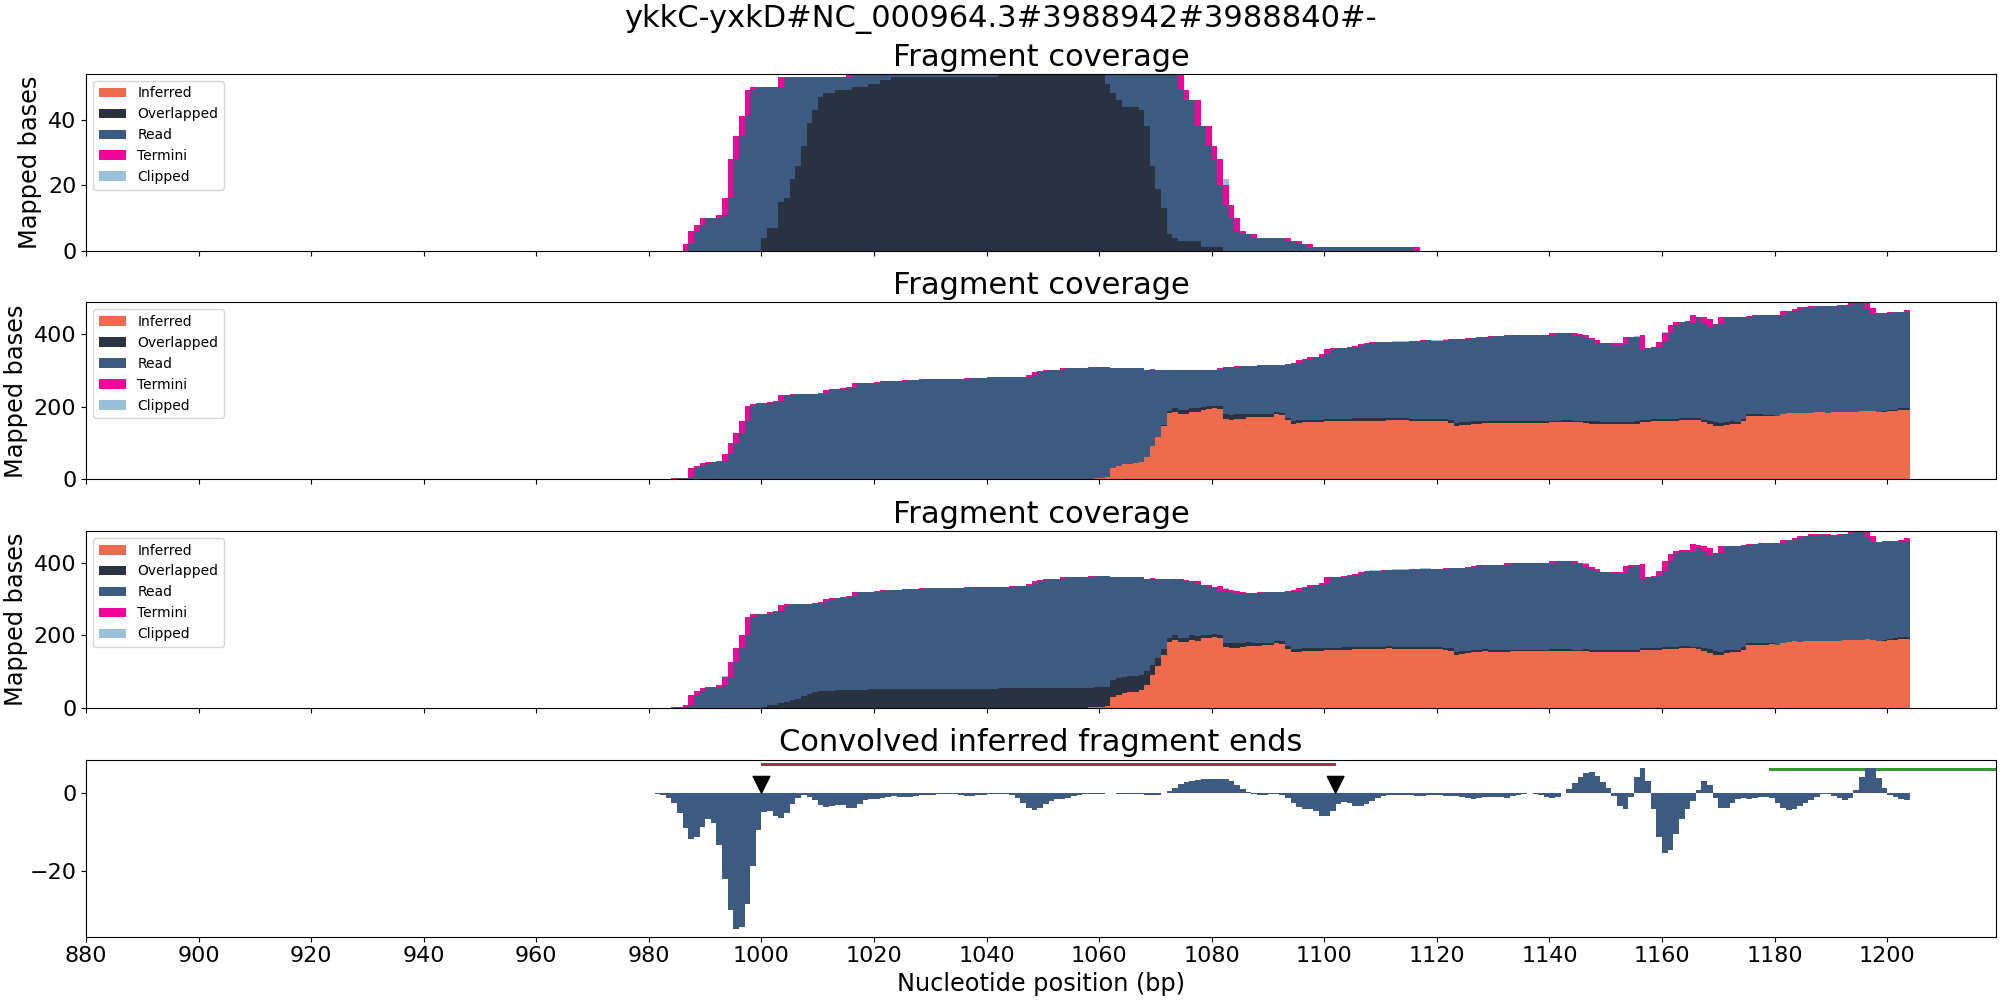 ykkC-yxkD#NC_000964.3#3988942#3988840#-
Fragment coverage
Mapped bases
40
20
0
Inferred
Overlapped
Read
Termini
Clipped
Fragment coverage
Mapped bases
400
200
0
Inferred
Overlapped
Read
Termini
Clipped
Fragment coverage
Mapped bases
400
200
0
Inferred
Overlapped
Read
Termini
Clipped
Convolved inferred fragment ends
0
−20
880 900 920 940 960 980 1000 1020 1040 1060 1080 1100 1120 1140 1160 1180 1200
Nucleotide position (bp)